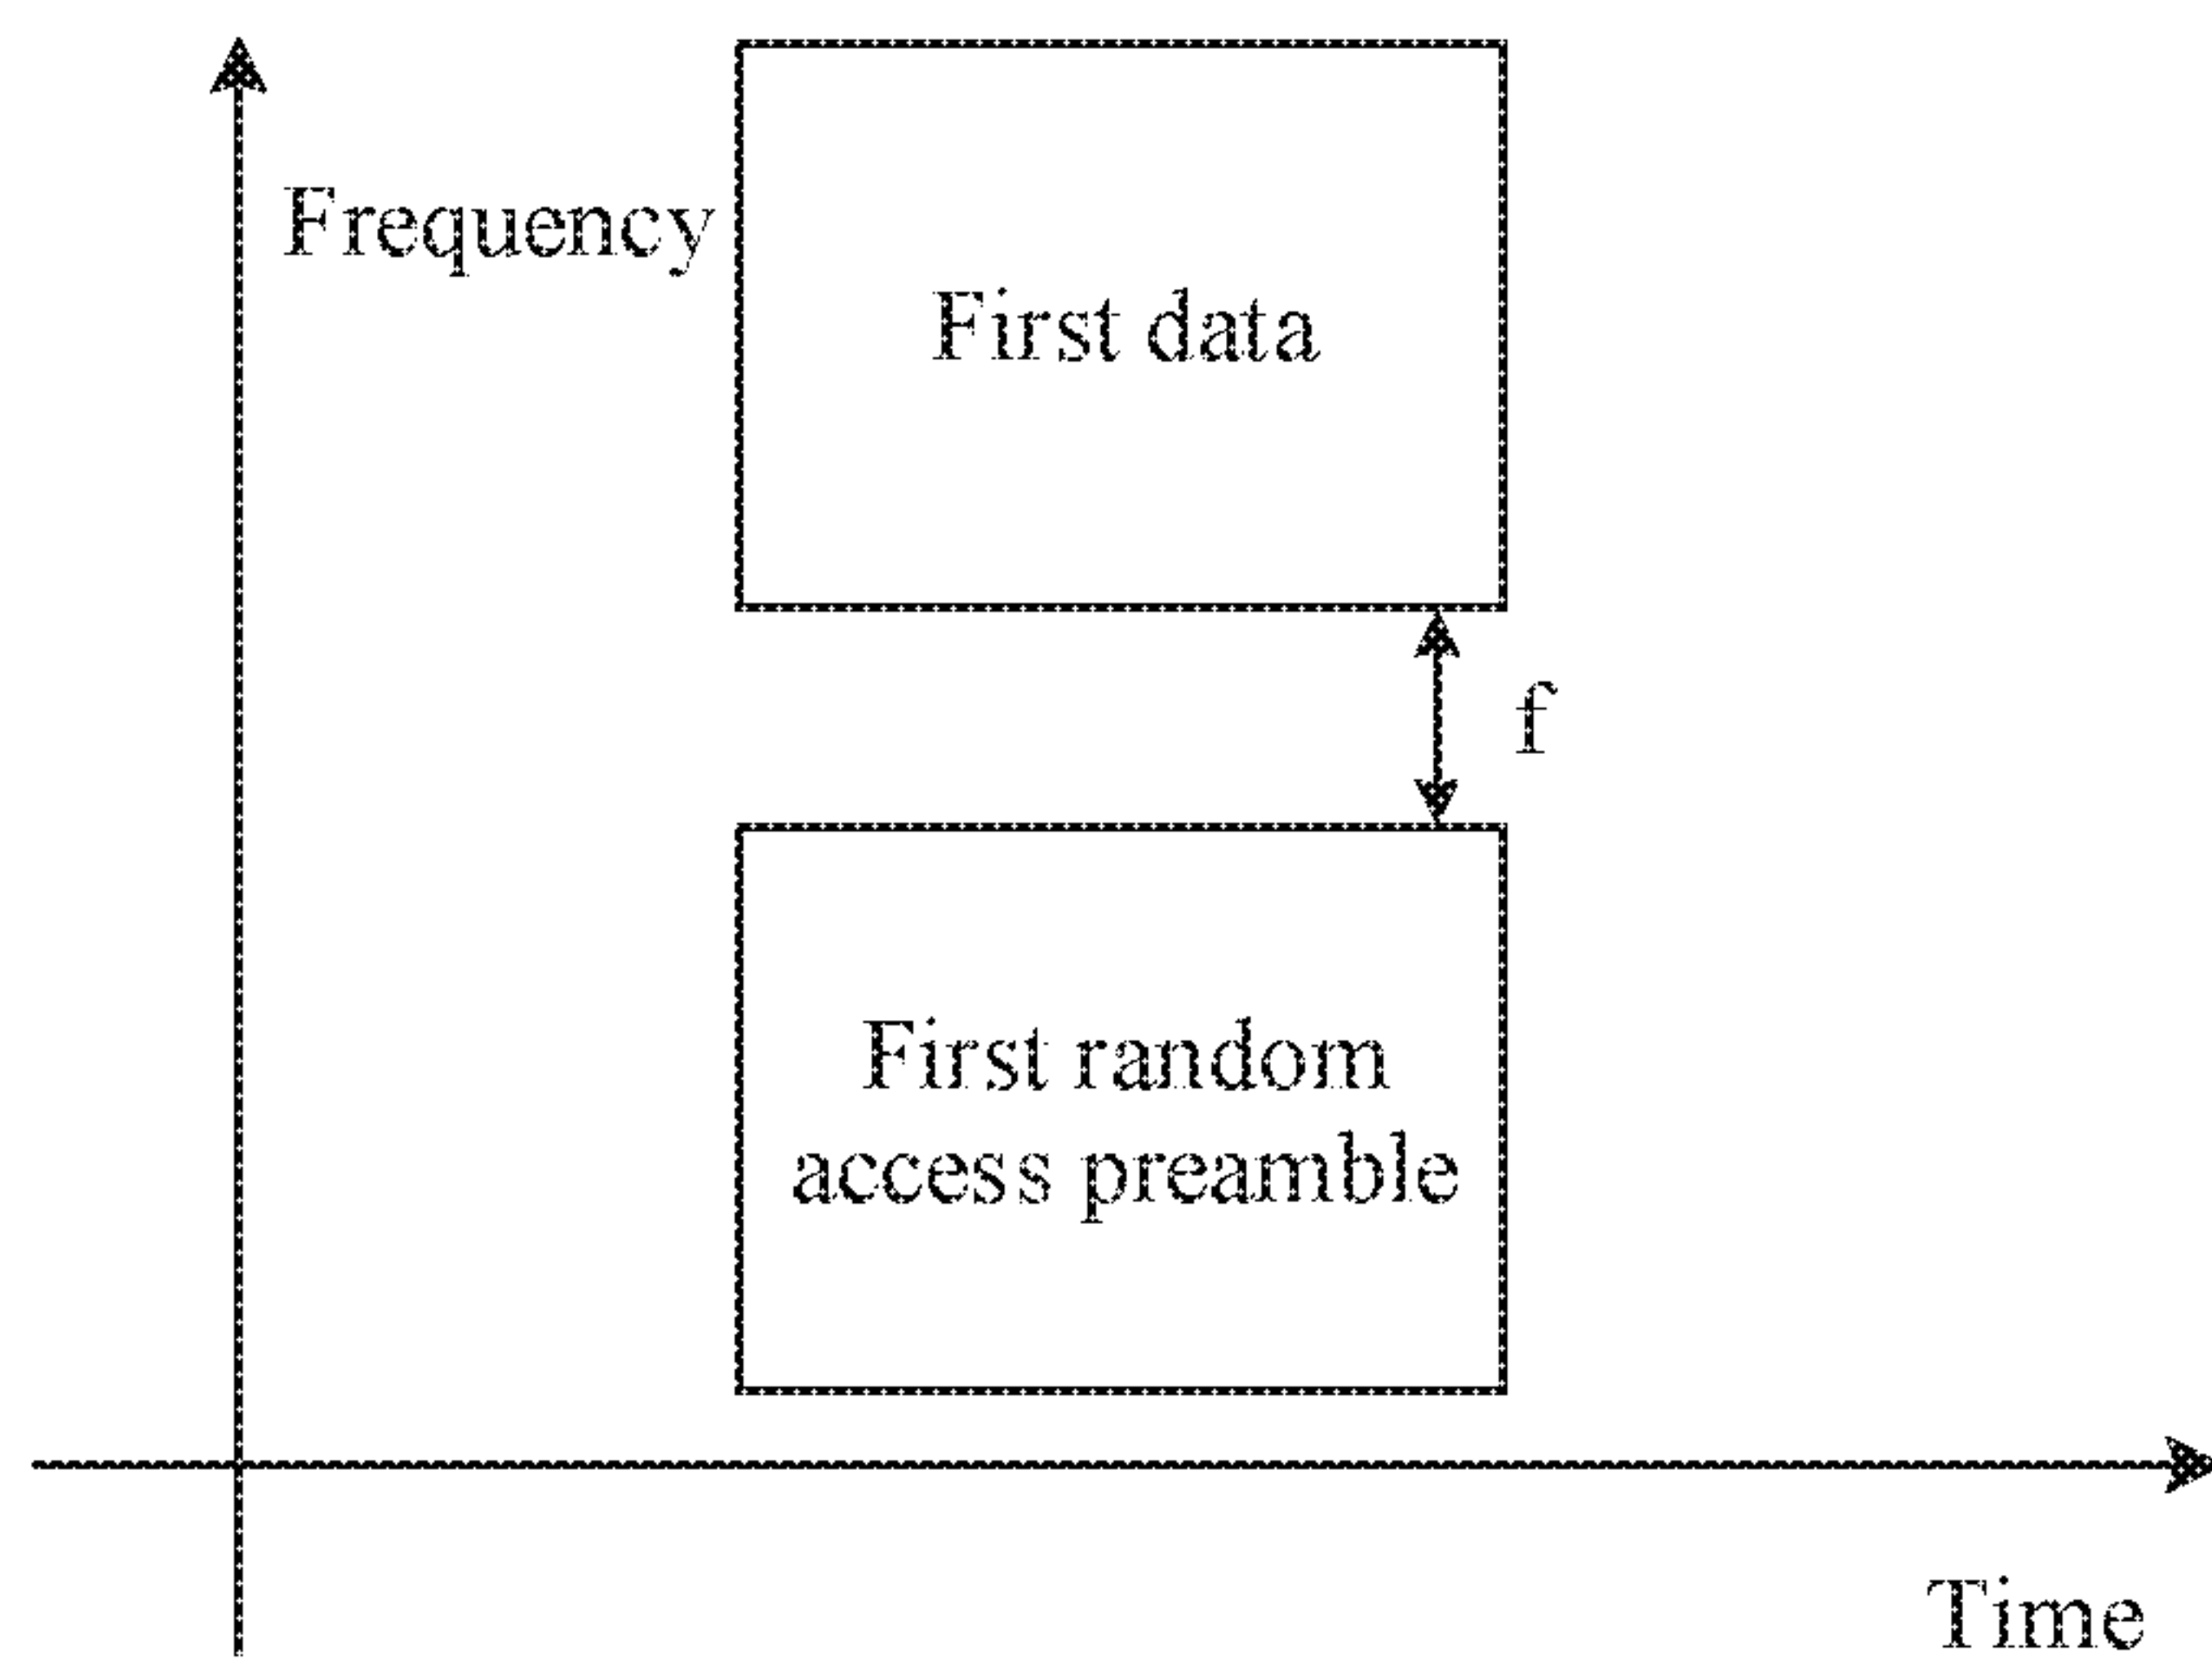 Frequency
First data
f
First random
access preamble
Time